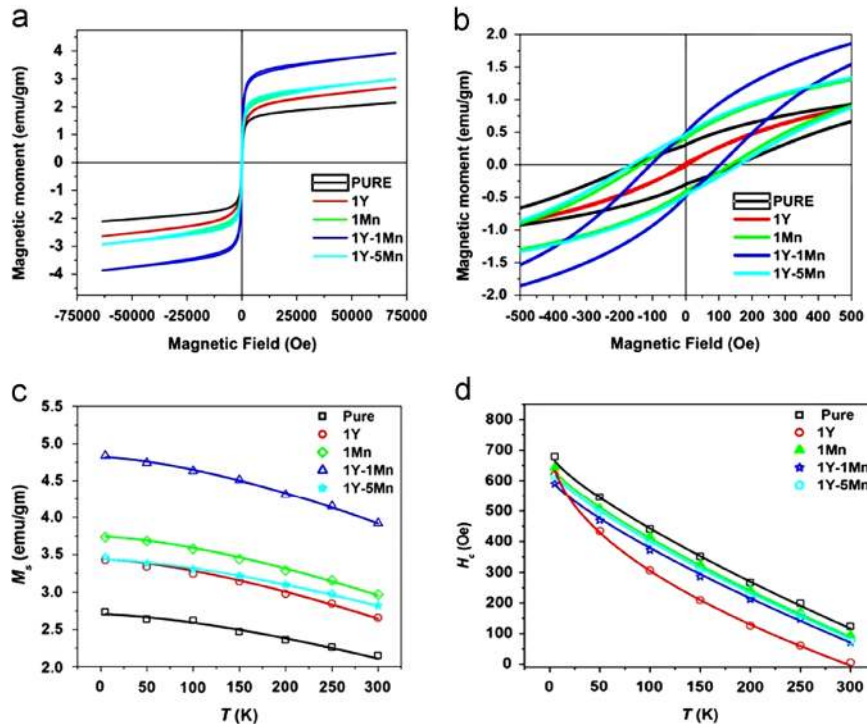 a
Magnetic moment (emu/gm)
4
3
2
1
0
-1
-2
-3
-4
-75000 -50000 -25000 0 25000 50000 75000
Magnetic Field (Oe)
PURE
1Y
1Mn
1Y-1Mn
1Y-5Mn
b
Magnetic moment (emu/gm)
2.0
1.5
1.0
0.5
0.0
-0.5
-1.0
-1.5
-2.0
-500 -400 -300 -200 -100 0 100 200 300 400 500
Magnetic Field (Oe)
PURE
1Y
1Mn
1Y-1Mn
1Y-5Mn
c
Ms (emu/gm)
5.5
5.0
4.5
4.0
3.5
3.0
2.5
2.0
0 50 100 150 200 250 300
T (K)
Pure
1Y
1Mn
1Y-1Mn
1Y-5Mn
d
Hc (Oe)
800
700
600
500
400
300
200
100
0
0 50 100 150 200 250 300
T (K)
Pure
1Y
1Mn
1Y-1Mn
1Y-5Mn